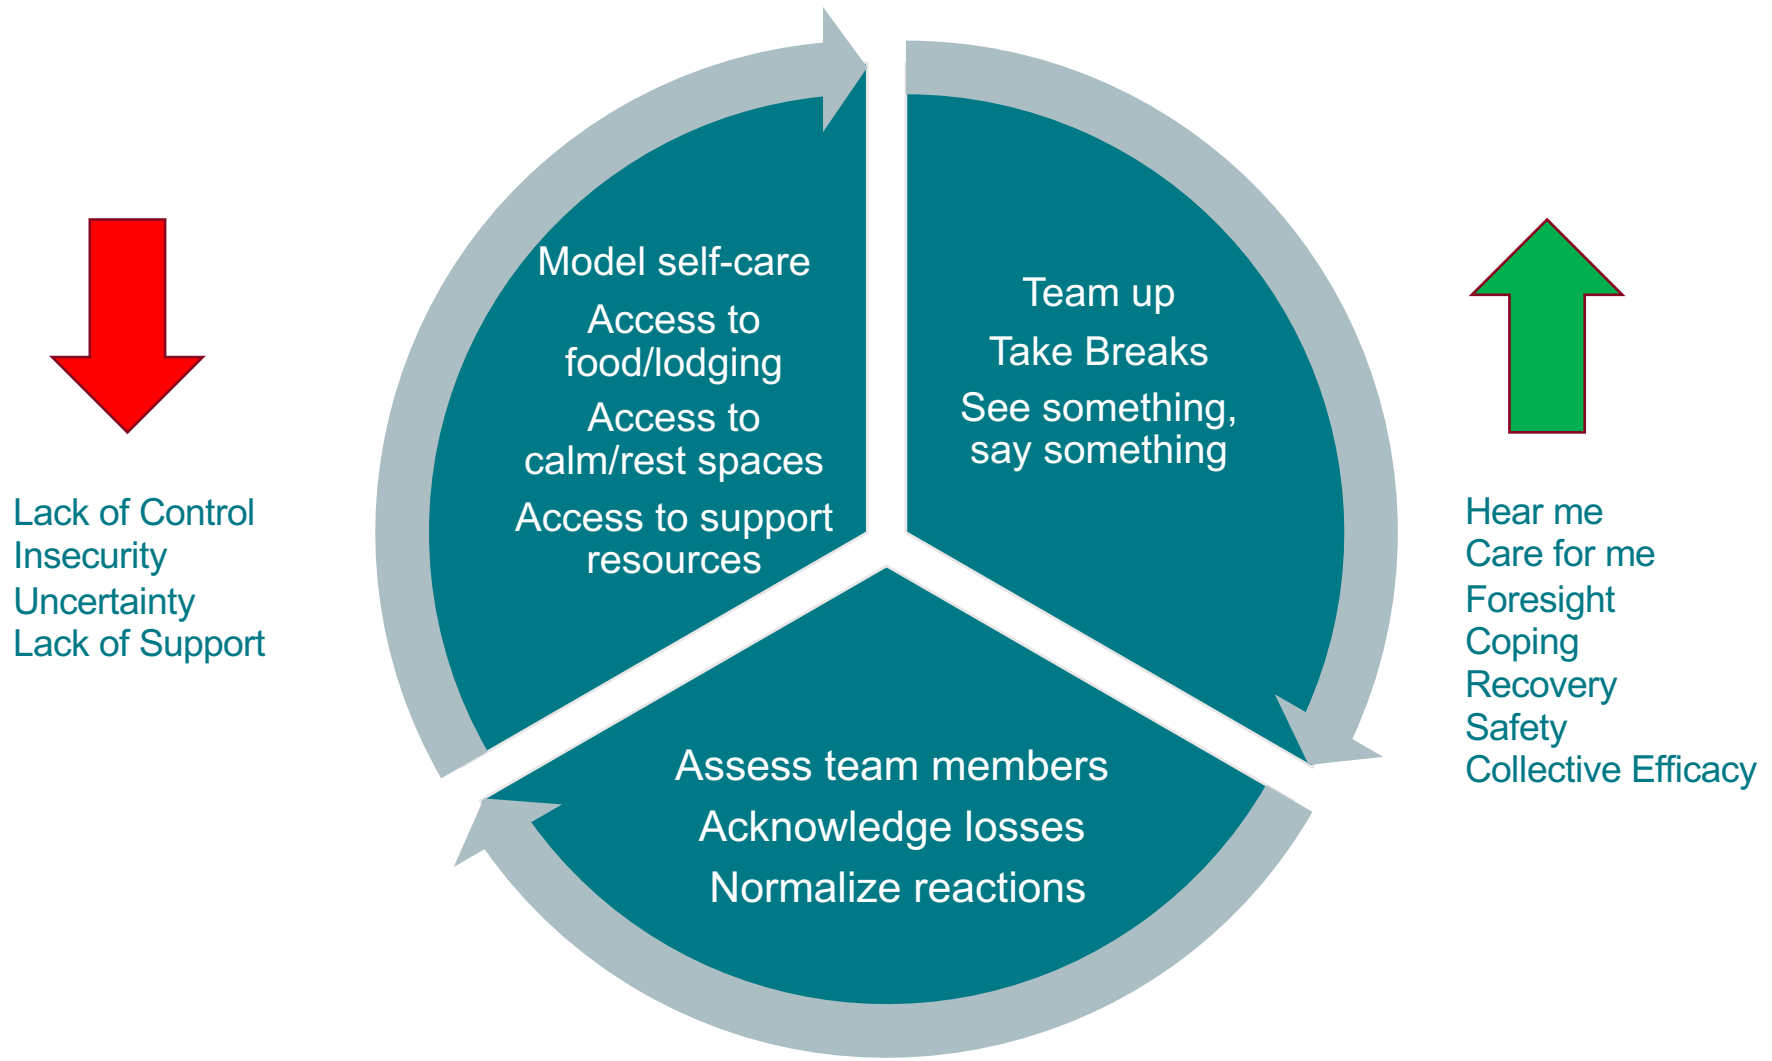 Lack of Control
Insecurity
Uncertainty
Lack of Support
Model self-care
Access to
food/lodging
Access to
calm/rest spaces
Access to support
resources
Team up
Take Breaks
See something,
say something
Assess team members
Acknowledge losses
Normalize reactions
Hear me
Care for me
Foresight
Coping
Recovery
Safety
Collective Efficacy